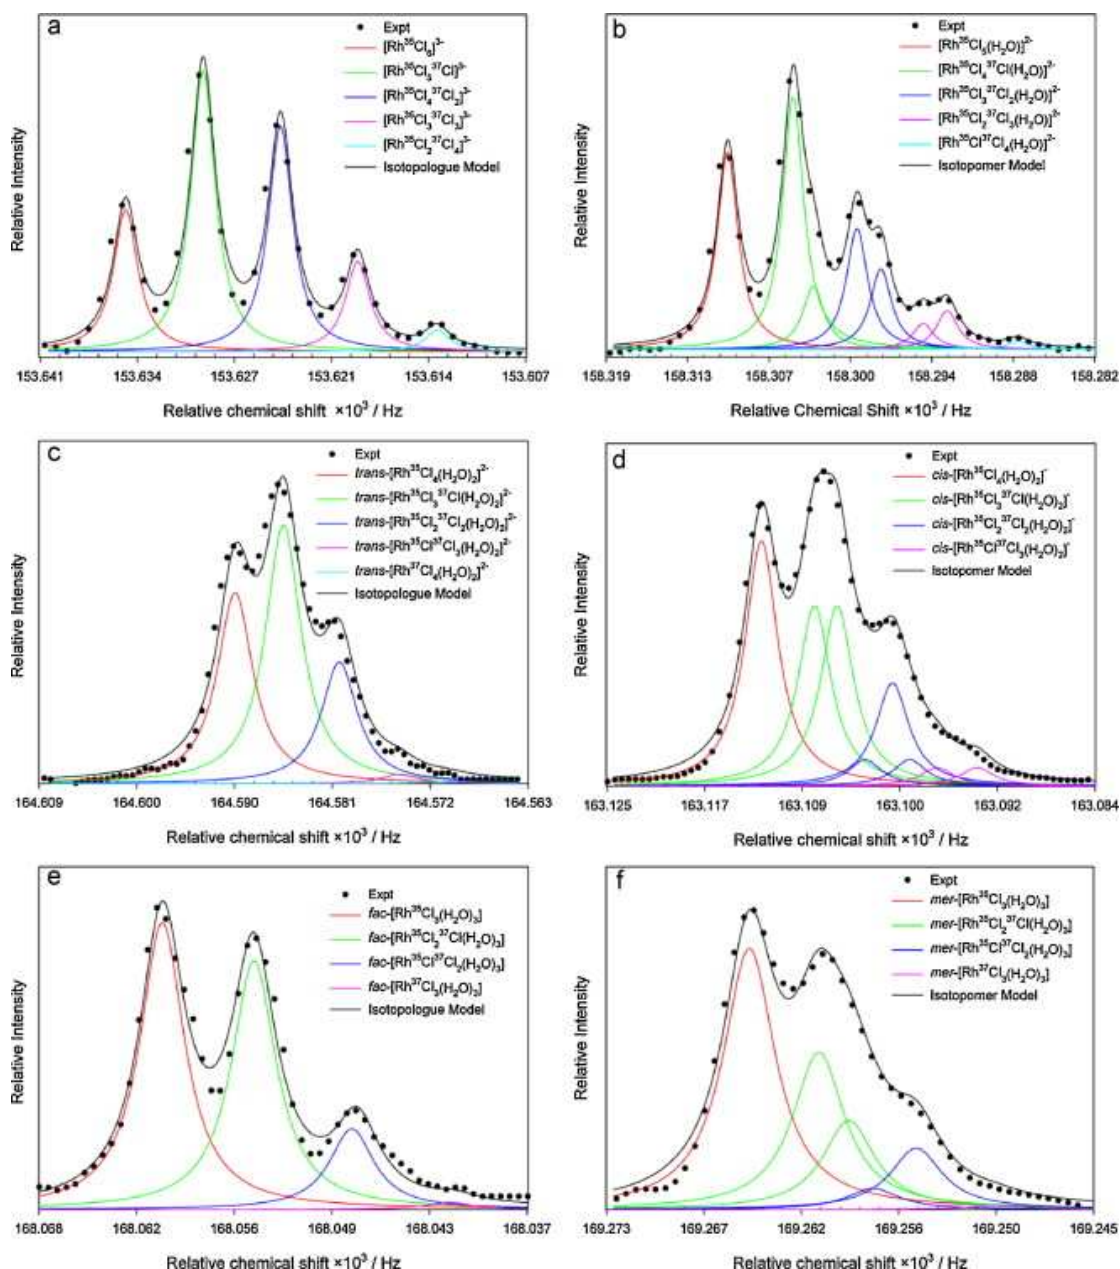 a
Expt
[Rh³⁵Cl₆]³⁻
[Rh³⁵Cl₅³⁷Cl]³⁻
[Rh³⁵Cl₄³⁷Cl₂]³⁻
[Rh³⁵Cl₃³⁷Cl₃]³⁻
[Rh³⁵Cl₂³⁷Cl₄]³⁻
Isotopologue Model
Relative Intensity
153.641 153.634 153.627 153.621 153.614 153.607
Relative chemical shift ×10³ / Hz
b
Expt
[Rh³⁵Cl₅(H₂O)]²⁻
[Rh³⁵Cl₄³⁷Cl(H₂O)]²⁻
[Rh³⁵Cl₃³⁷Cl₂(H₂O)]²⁻
[Rh³⁵Cl₂³⁷Cl₃(H₂O)]²⁻
[Rh³⁵Cl³⁷Cl₄(H₂O)]²⁻
Isotopomer Model
Relative Intensity
158.319 158.313 158.307 158.300 158.294 158.288 158.282
Relative Chemical Shift ×10³ / Hz
c
Expt
trans-[Rh³⁵Cl₄(H₂O)₂]²⁻
trans-[Rh³⁵Cl₃³⁷Cl(H₂O)₂]²⁻
trans-[Rh³⁵Cl₂³⁷Cl₂(H₂O)₂]²⁻
trans-[Rh³⁵Cl³⁷Cl₃(H₂O)₂]²⁻
trans-[Rh³⁷Cl₄(H₂O)₂]²⁻
Isotopologue Model
Relative Intensity
164.609 164.600 164.590 164.581 164.572 164.563
Relative chemical shift ×10³ / Hz
d
Expt
cis-[Rh³⁵Cl₄(H₂O)₂]⁻
cis-[Rh³⁵Cl₃³⁷Cl(H₂O)₂]⁻
cis-[Rh³⁵Cl₂³⁷Cl₂(H₂O)₂]⁻
cis-[Rh³⁵Cl³⁷Cl₃(H₂O)₂]⁻
Isotopomer Model
Relative Intensity
163.125 163.117 163.109 163.100 163.092 163.084
Relative chemical shift ×10³ / Hz
e
Expt
fac-[Rh³⁵Cl₃(H₂O)₃]
fac-[Rh³⁵Cl₂³⁷Cl(H₂O)₃]
fac-[Rh³⁵Cl³⁷Cl₂(H₂O)₃]
fac-[Rh³⁷Cl₃(H₂O)₃]
Isotopologue Model
Relative Intensity
168.068 168.062 168.056 168.049 168.043 168.037
Relative chemical shift ×10³ / Hz
f
Expt
mer-[Rh³⁵Cl₃(H₂O)₃]
mer-[Rh³⁵Cl₂³⁷Cl(H₂O)₃]
mer-[Rh³⁵Cl³⁷Cl₂(H₂O)₃]
mer-[Rh³⁷Cl₃(H₂O)₃]
Isotopomer Model
Relative Intensity
169.273 169.267 169.262 169.256 169.250 169.245
Relative chemical shift ×10³ / Hz